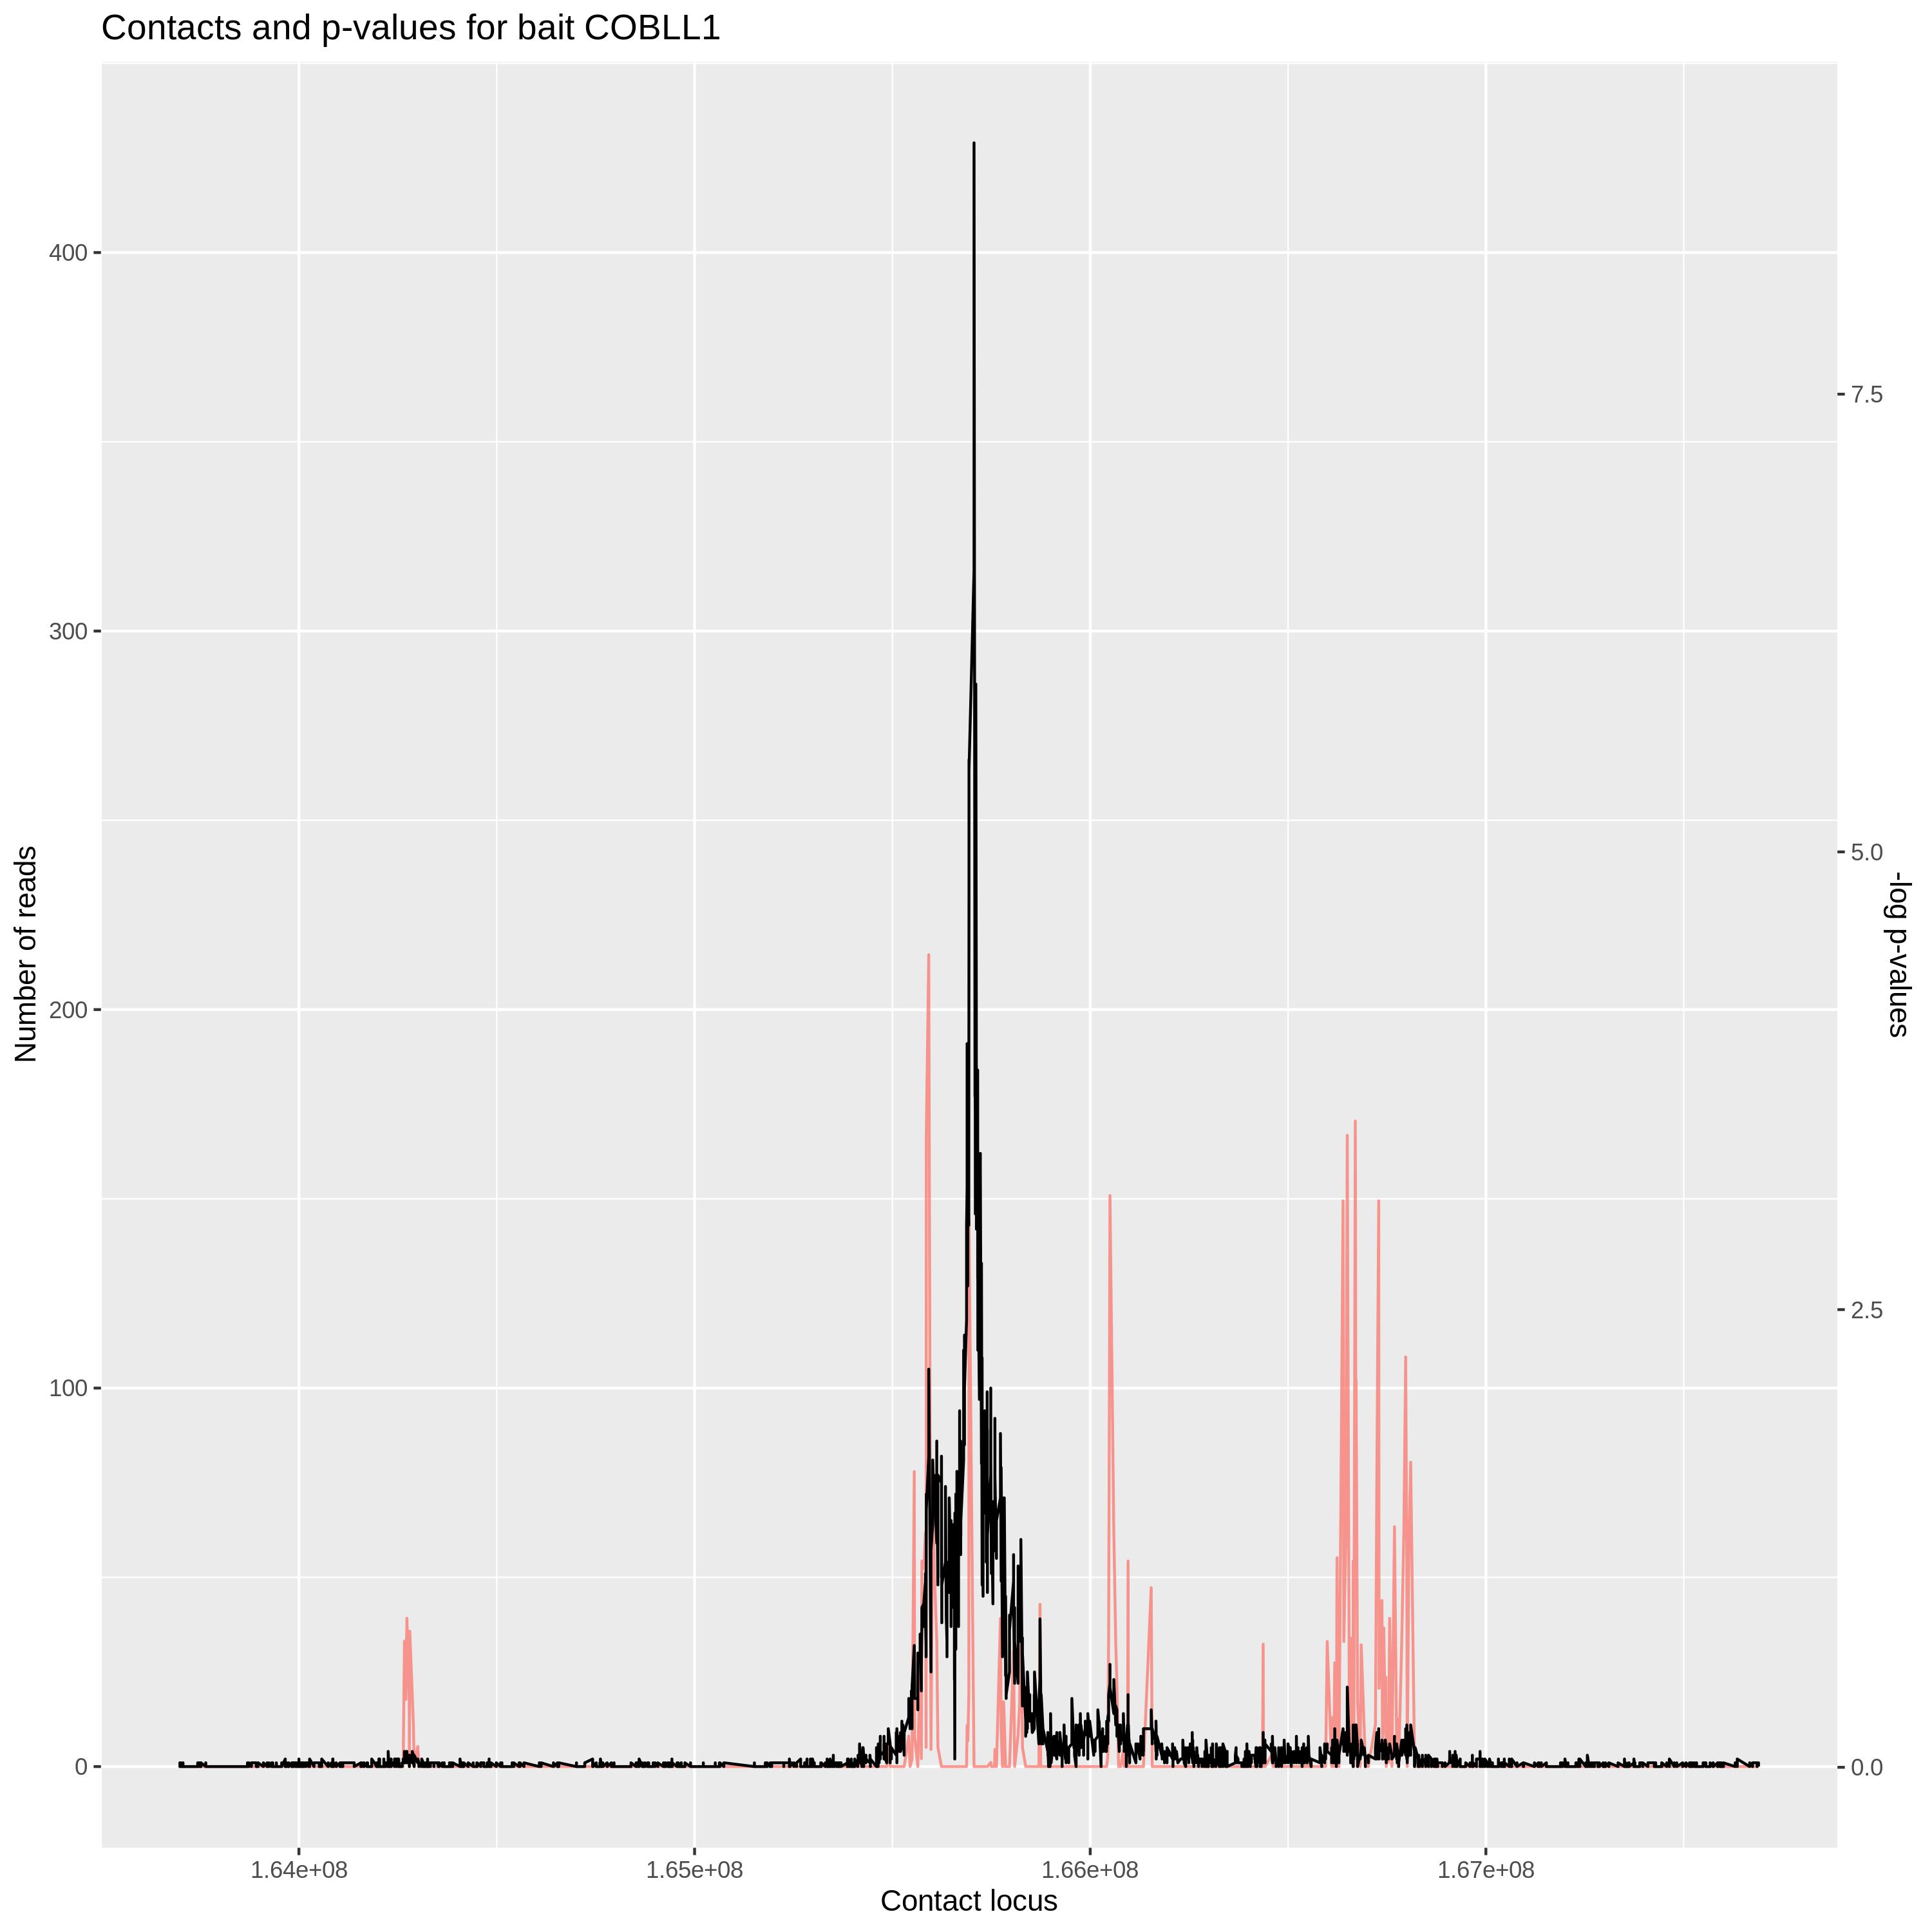 Contacts and p-values for bait COBLL1
400
300
200
100
0
Number of reads
7.5
5.0
2.5
0.0
-log p-values
1.64e+08
1.65e+08
1.66e+08
1.67e+08
Contact locus